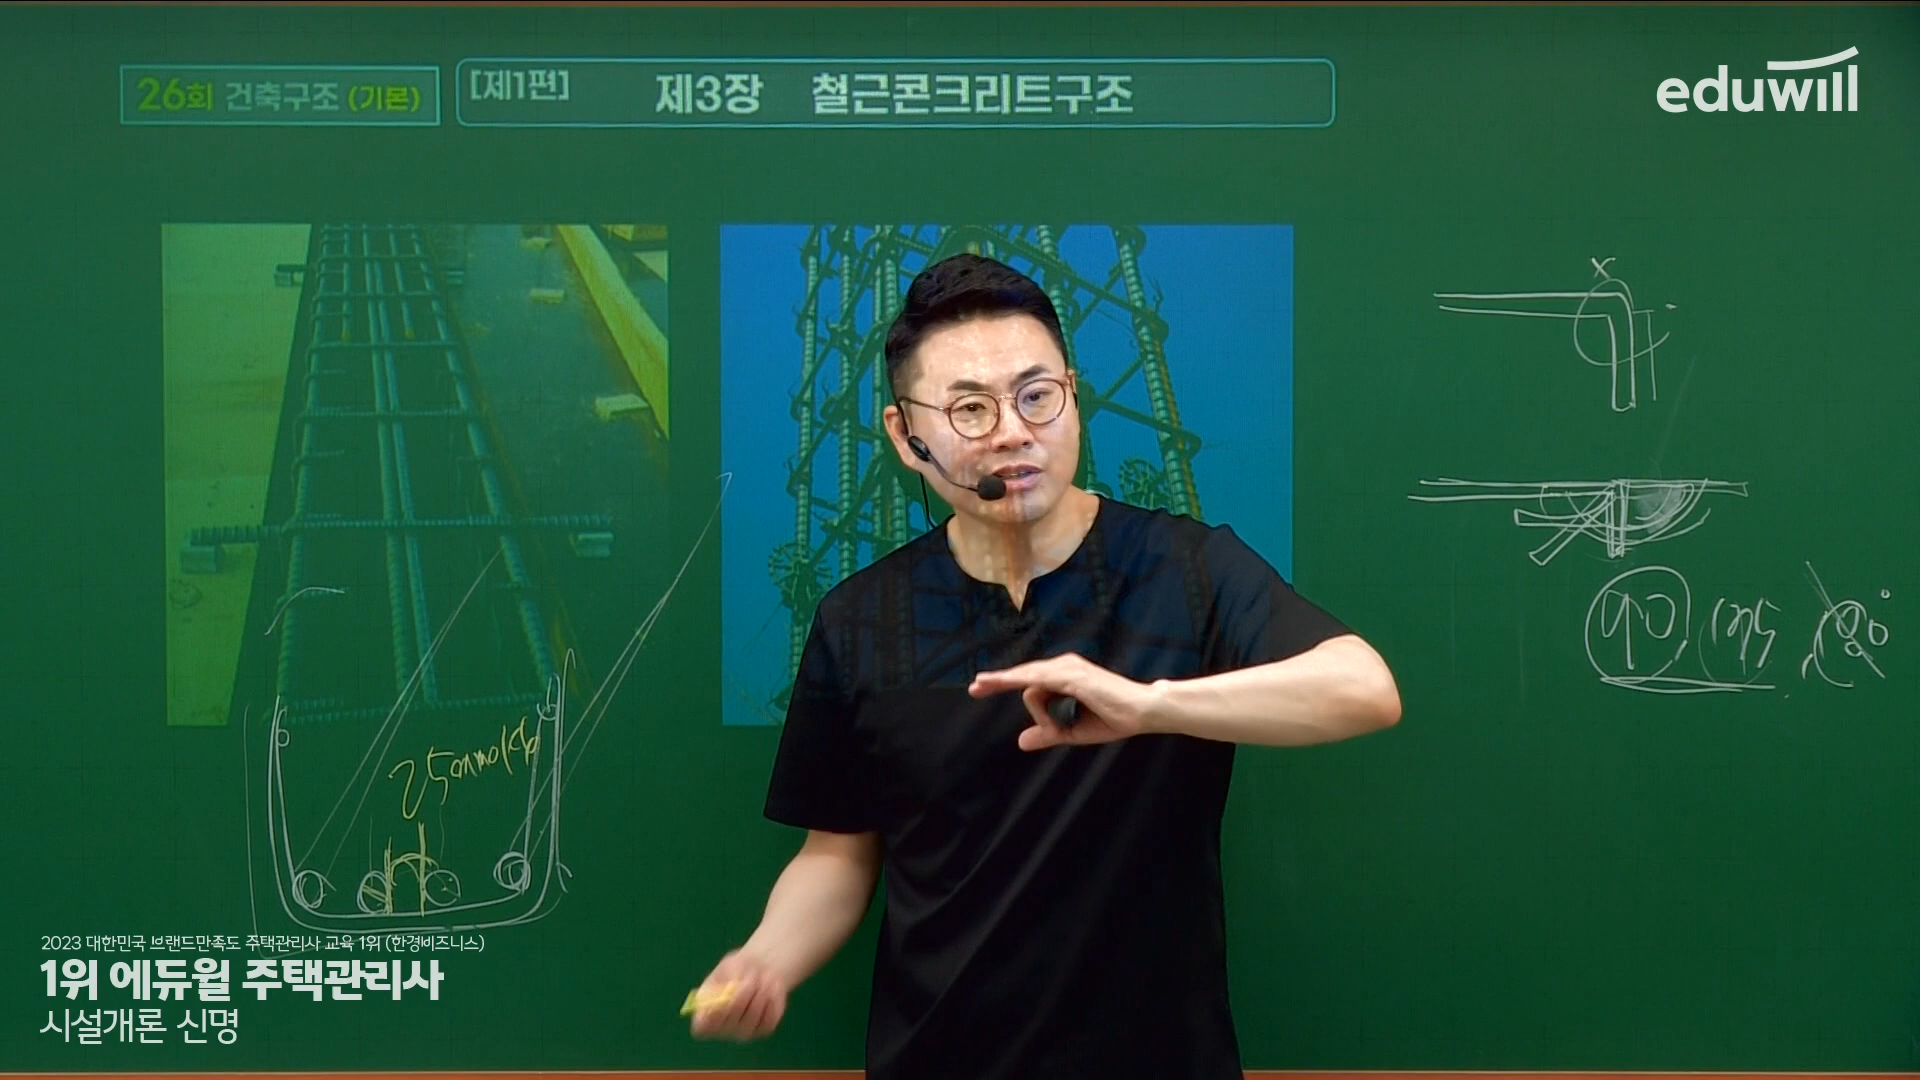 26회 건축구조 (기본)
[제1편] 제3장 철근콘크리트구조
eduwill
x
90, 135, 180°
25mm이상
2023 대한민국 브랜드만족도 주택관리사 교육 1위 (한경비즈니스)
1위 에듀윌 주택관리사
시설개론 신명